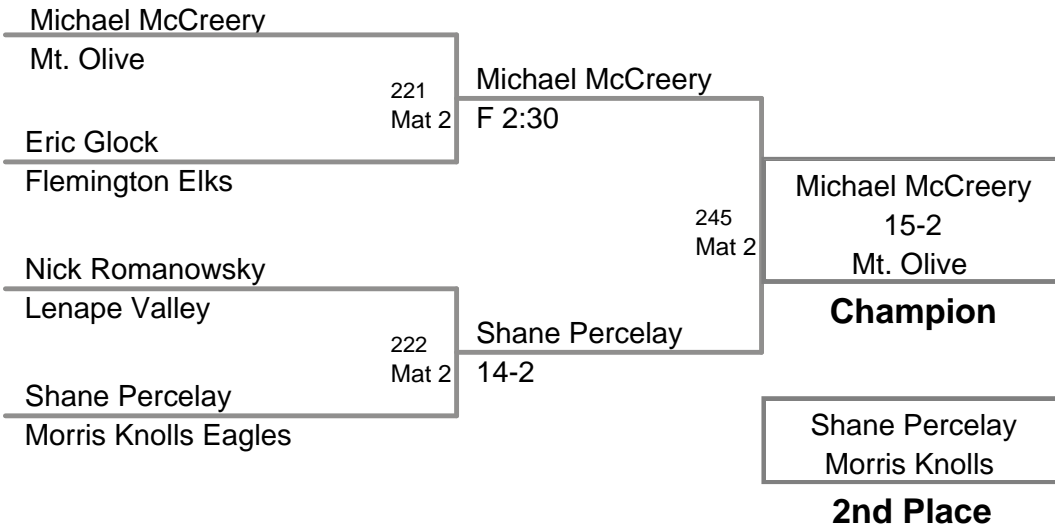 Michael McCreery
Mt. Olive
221
Mat 2
Eric Glock
Flemington Elks
Michael McCreery
F 2:30
Nick Romanowsky
Lenape Valley
222
Mat 2
Shane Percelay
Morris Knolls Eagles
Shane Percelay
14-2
245
Mat 2
Michael McCreery
15-2
Mt. Olive
Champion
Shane Percelay
Morris Knolls
2nd Place